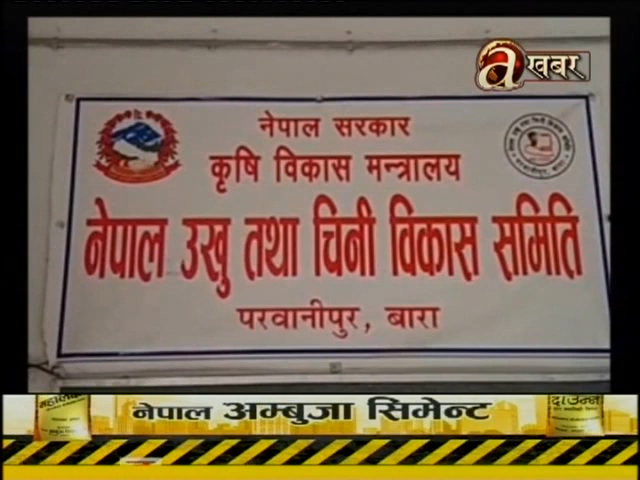 a खबर
नेपाल सरकार
कृषि विकास मन्त्रालय
नेपाल उखु तथा चिनी विकास समिति
परवानीपुर, बारा
नेपाल अम्बुजा सिमेन्ट